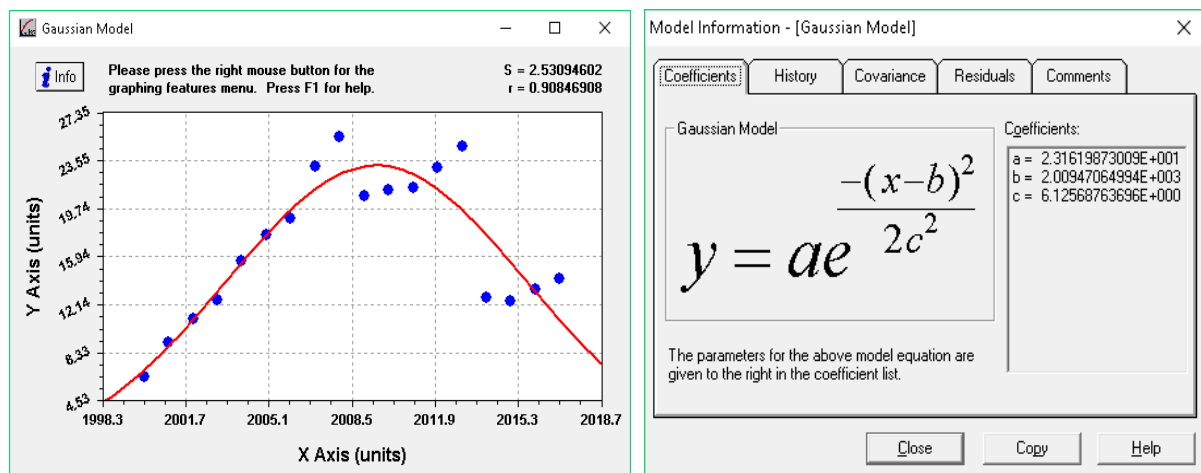 Gaussian Model
Info
Please press the right mouse button for the
graphing features menu. Press F1 for help.
S = 2.53094602
r = 0.90846908
27.35
23.55
19.74
15.94
12.14
8.33
4.53
Y Axis (units)
1998.3 2001.7 2005.1 2008.5 2011.9 2015.3 2018.7
X Axis (units)
Model Information - [Gaussian Model]
Coefficients History Covariance Residuals Comments
Gaussian Model
y = ae^(-(x-b)^2/2c^2)
The parameters for the above model equation are
given to the right in the coefficient list.
Coefficients:
a = 2.31619873009E+001
b = 2.00947064994E+003
c = 6.12568763696E+000
Close Copy Help